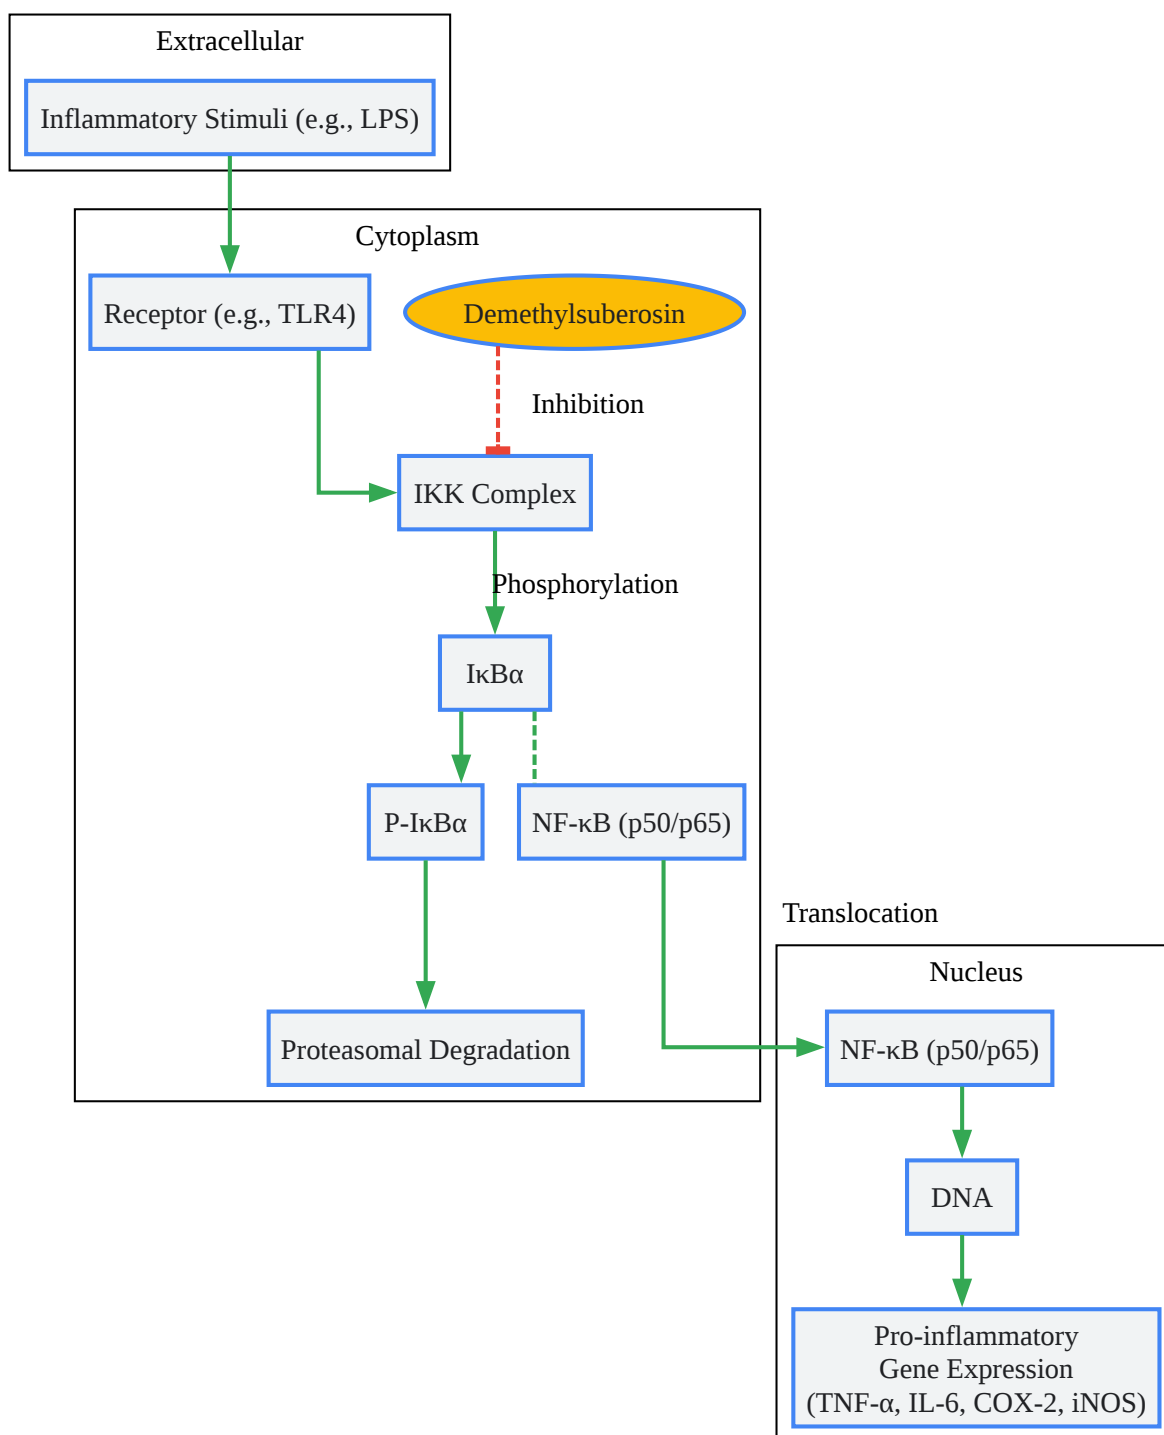 Extracellular
Inflammatory Stimuli (e.g., LPS)
Cytoplasm
Receptor (e.g., TLR4)
Demethylsuberosin
Inhibition
IKK Complex
Phosphorylation
IκBα
P-IκBα
NF-κB (p50/p65)
Translocation
Nucleus
Proteasomal Degradation
NF-κB (p50/p65)
DNA
Pro-inflammatory
Gene Expression
(TNF-α, IL-6, COX-2, iNOS)